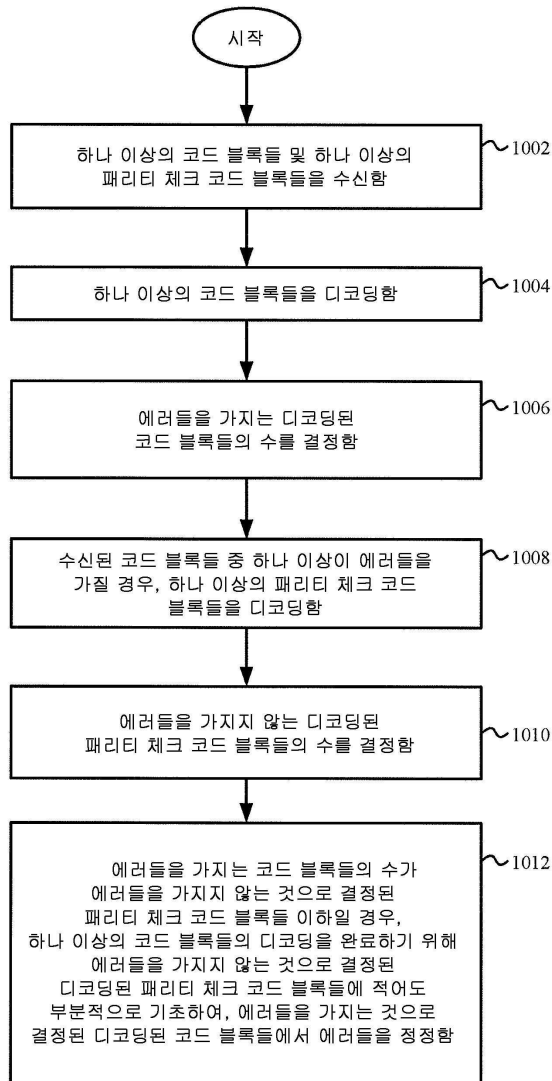 시작
하나 이상의 코드 블록들 및 하나 이상의
패리티 체크 코드 블록들을 수신함
1002
하나 이상의 코드 블록들을 디코딩함
1004
에러들을 가지는 디코딩된
코드 블록들의 수를 결정함
1006
수신된 코드 블록들 중 하나 이상이 에러들을
가질 경우, 하나 이상의 패리티 체크 코드
블록들을 디코딩함
1008
에러들을 가지지 않는 디코딩된
패리티 체크 코드 블록들의 수를 결정함
1010
에러들을 가지는 코드 블록들의 수가
에러들을 가지지 않는 것으로 결정된
패리티 체크 코드 블록들 이하일 경우,
하나 이상의 코드 블록들의 디코딩을 완료하기 위해
에러들을 가지지 않는 것으로 결정된
디코딩된 패리티 체크 코드 블록들에 적어도
부분적으로 기초하여, 에러들을 가지는 것으로
결정된 디코딩된 코드 블록들에서 에러들을 정정함
1012